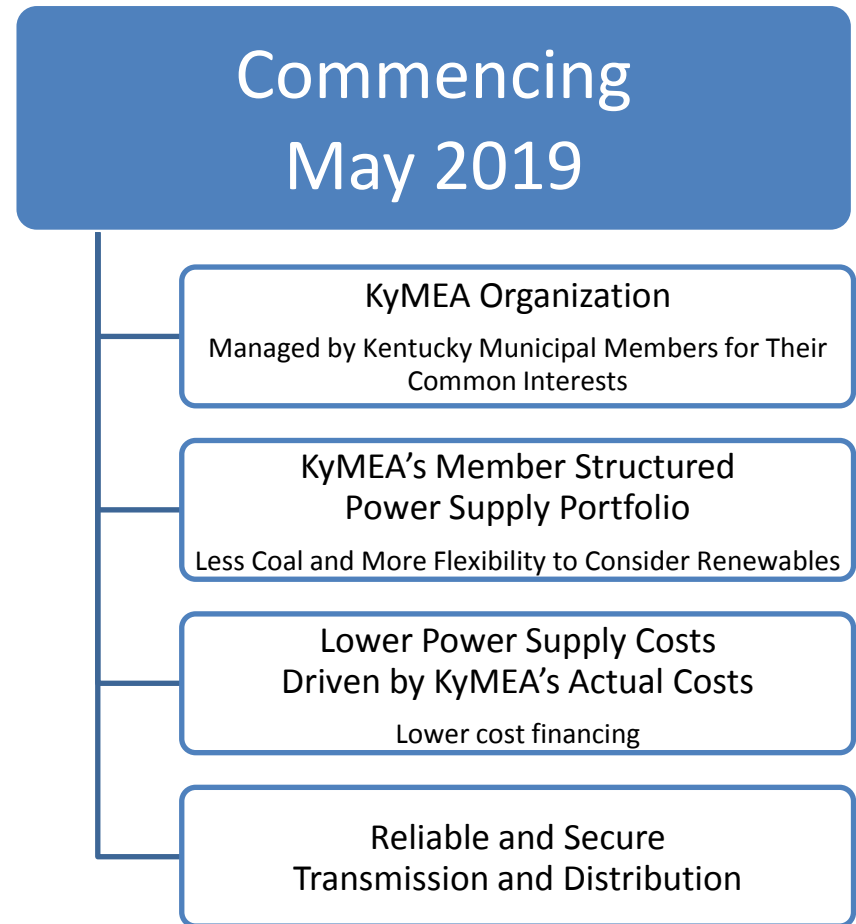 Commencing
May 2019
KyMEA Organization
Managed by Kentucky Municipal Members for Their
Common Interests
KyMEA’s Member Structured
Power Supply Portfolio
Less Coal and More Flexibility to Consider Renewables
Lower Power Supply Costs
Driven by KyMEA’s Actual Costs
Lower cost financing
Reliable and Secure
Transmission and Distribution